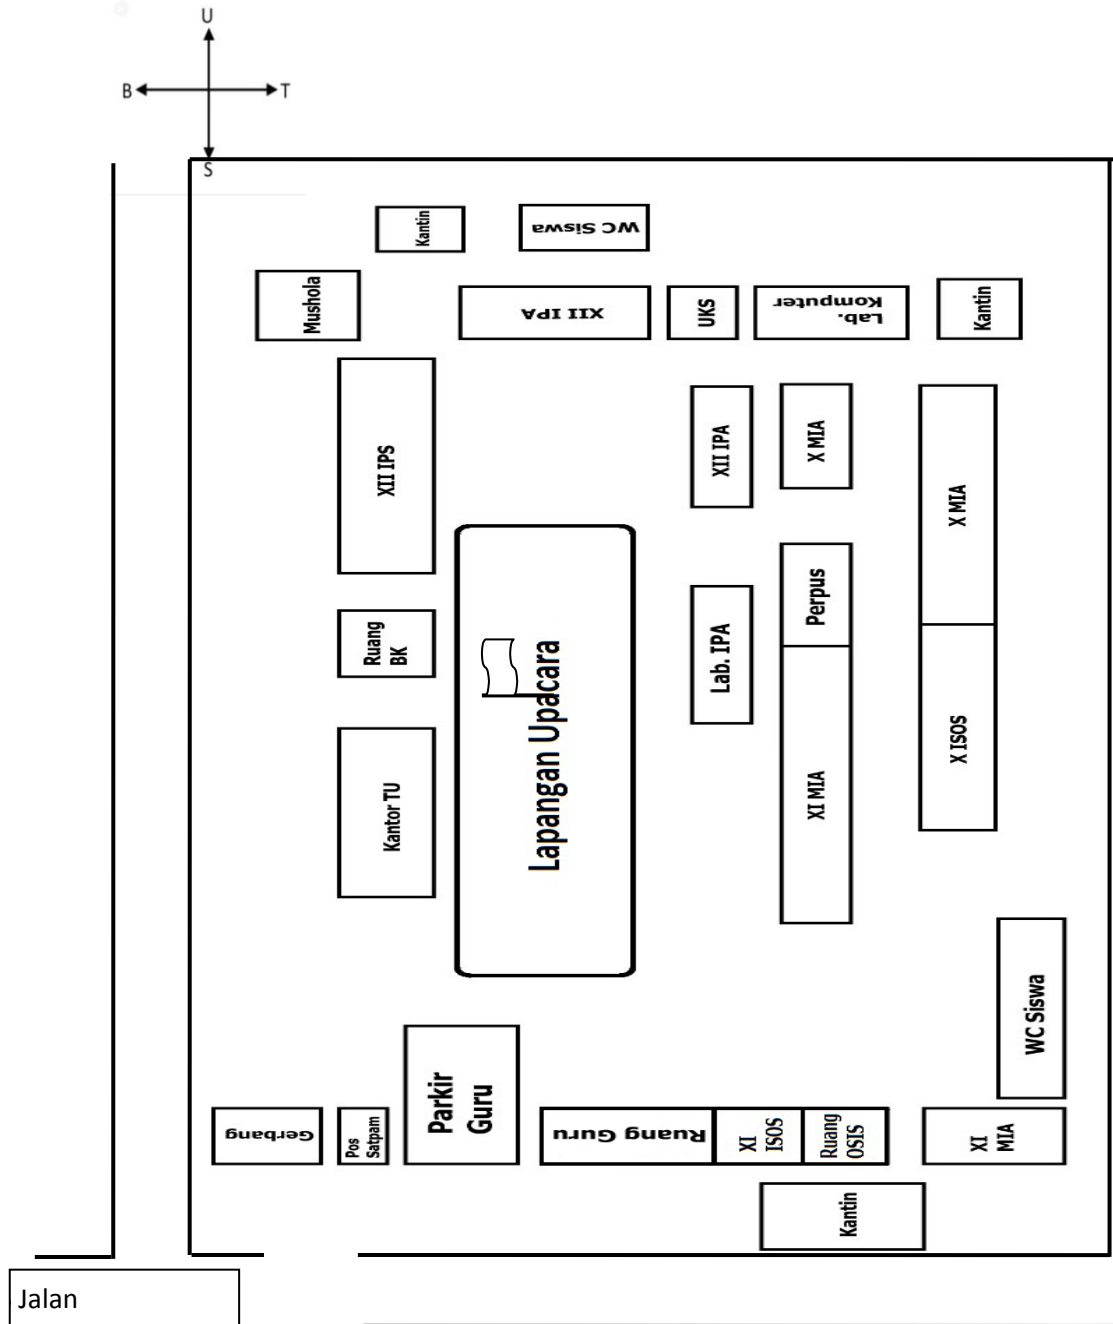 U
B
T
S
Kantin
WC Siswa
Mushola
XII IPA
UKS
Lab.
Komputer
Kantin
XII IPS
XII IPA
X MIA
X MIA
Ruang
BK
Lapangan Upacara
Lab. IPA
Perpus
X ISOS
Kantor TU
XI MIA
WC Siswa
Parkir
Guru
Gerbang
Pos
Satpam
Ruang Guru
XI
ISOS
Ruang
OSIS
XI
MIA
Kantin
Jalan